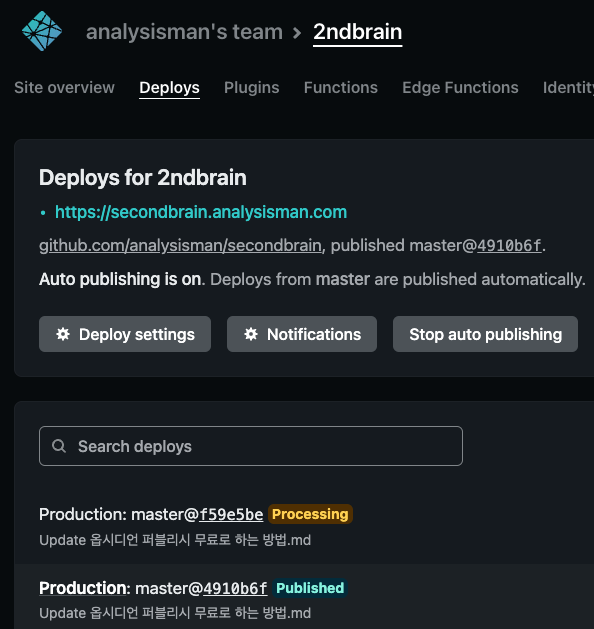 analysisman's team > 2ndbrain
Site overview Deploys Plugins Functions Edge Functions Identity
Deploys for 2ndbrain
• https://secondbrain.analysisman.com
github.com/analysisman/secondbrain, published master@4910b6f.
Auto publishing is on. Deploys from master are published automatically.
Deploy settings Notifications Stop auto publishing
Search deploys
Production: master@f59e5be Processing
Update 옵시디언 퍼블리시 무료로 하는 방법.md
Production: master@4910b6f Published
Update 옵시디언 퍼블리시 무료로 하는 방법.md